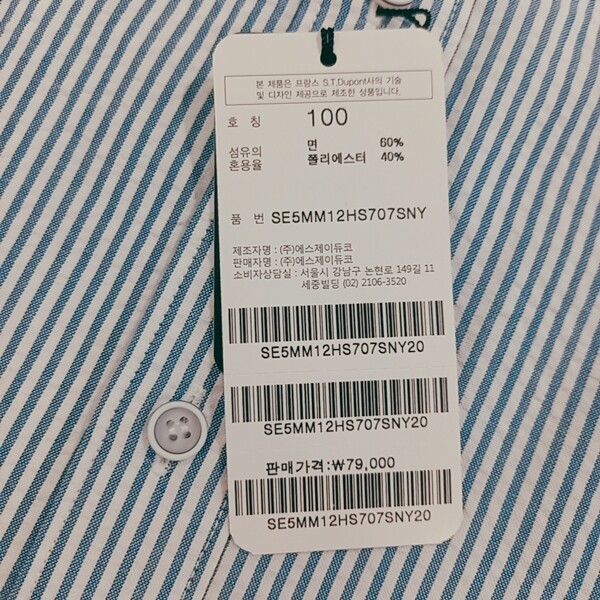 본 제품은 프랑스 S.T.Dupont사의 기술
및 디자인 제공으로 제조한 상품입니다.
호 칭 100
섬유의 면 60%
혼용율 폴리에스터 40%
품 번 SE5MM12HS707SNY
제조자명 : (주)에스제이듀코
판매자명 : (주)에스제이듀코
소비자상담실 : 서울시 강남구 논현로 149길 11
세중빌딩 (02) 2106-3520
SE5MM12HS707SNY20
SE5MM12HS707SNY20
판매가격:₩79,000
SE5MM12HS707SNY20